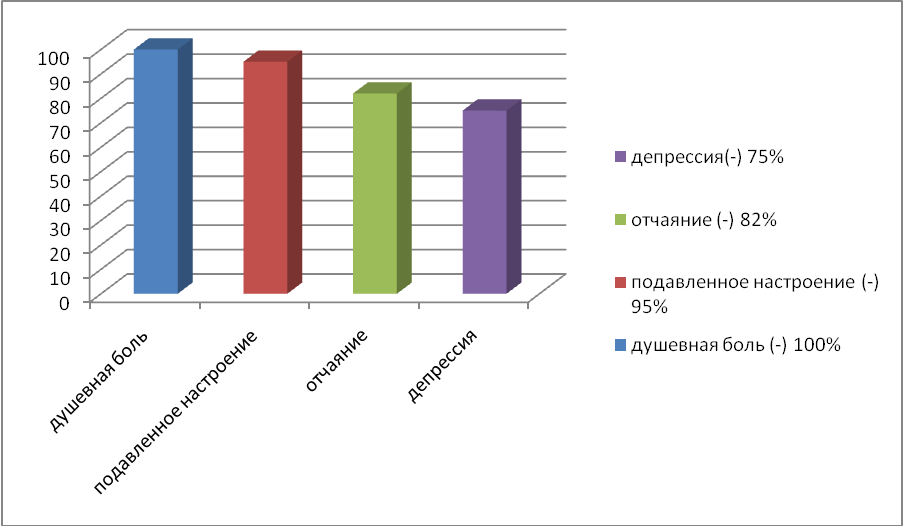 100
90
80
70
60
50
40
30
20
10
0
душевная боль
подавленное настроение
отчаяние
депрессия
депрессия(-) 75%
отчаяние (-) 82%
подавленное настроение (-)
95%
душевная боль (-) 100%